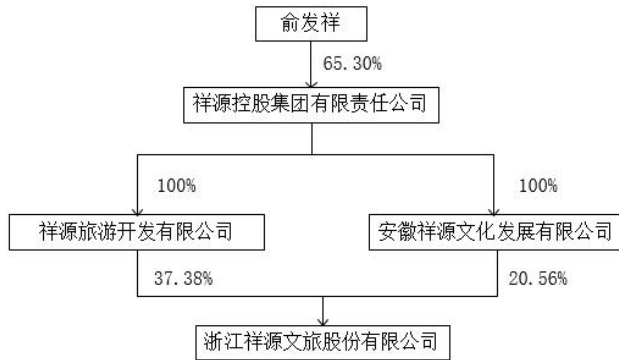 俞发祥
65.30%
祥源控股集团有限责任公司
100%
100%
祥源旅游开发有限公司
安徽祥源文化发展有限公司
37.38%
20.56%
浙江祥源文旅股份有限公司